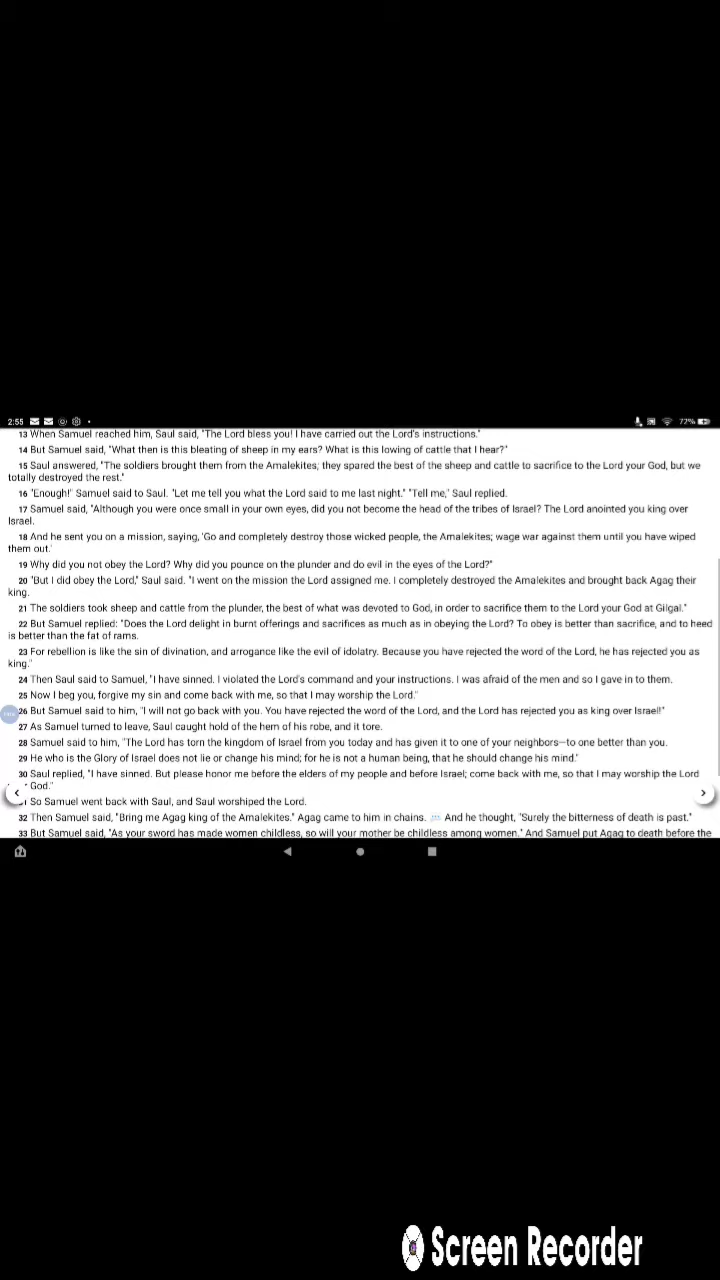 2:55
72%
13 When Samuel reached him, Saul said, "The Lord bless you! I have carried out the Lord's instructions."
14 But Samuel said, "What then is this bleating of sheep in my ears? What is this lowing of cattle that I hear?"
15 Saul answered, "The soldiers brought them from the Amalekites; they spared the best of the sheep and cattle to sacrifice to the Lord your God, but we
totally destroyed the rest."
16 "Enough!" Samuel said to Saul. "Let me tell you what the Lord said to me last night." "Tell me," Saul replied.
17 Samuel said, "Although you were once small in your own eyes, did you not become the head of the tribes of Israel? The Lord anointed you king over
Israel.
18 And he sent you on a mission, saying, 'Go and completely destroy those wicked people, the Amalekites; wage war against them until you have wiped
them out.'
19 Why did you not obey the Lord? Why did you pounce on the plunder and do evil in the eyes of the Lord?"
20 "But I did obey the Lord," Saul said. "I went on the mission the Lord assigned me. I completely destroyed the Amalekites and brought back Agag their
king.
21 The soldiers took sheep and cattle from the plunder, the best of what was devoted to God, in order to sacrifice them to the Lord your God at Gilgal."
22 But Samuel replied: "Does the Lord delight in burnt offerings and sacrifices as much as in obeying the Lord? To obey is better than sacrifice, and to heed
is better than the fat of rams.
23 For rebellion is like the sin of divination, and arrogance like the evil of idolatry. Because you have rejected the word of the Lord, he has rejected you as
king."
24 Then Saul said to Samuel, "I have sinned. I violated the Lord's command and your instructions. I was afraid of the men and so I gave in to them.
25 Now I beg you, forgive my sin and come back with me, so that I may worship the Lord."
26 But Samuel said to him, "I will not go back with you. You have rejected the word of the Lord, and the Lord has rejected you as king over Israel!"
27 As Samuel turned to leave, Saul caught hold of the hem of his robe, and it tore.
28 Samuel said to him, "The Lord has torn the kingdom of Israel from you today and has given it to one of your neighbors—to one better than you.
29 He who is the Glory of Israel does not lie or change his mind; for he is not a human being, that he should change his mind."
30 Saul replied, "I have sinned. But please honor me before the elders of my people and before Israel; come back with me, so that I may worship the Lord
God."
So Samuel went back with Saul, and Saul worshiped the Lord.
32 Then Samuel said, "Bring me Agag king of the Amalekites." Agag came to him in chains. And he thought, "Surely the bitterness of death is past."
33 But Samuel said, "As your sword has made women childless, so will your mother be childless among women." And Samuel put Agag to death before the
Screen Recorder